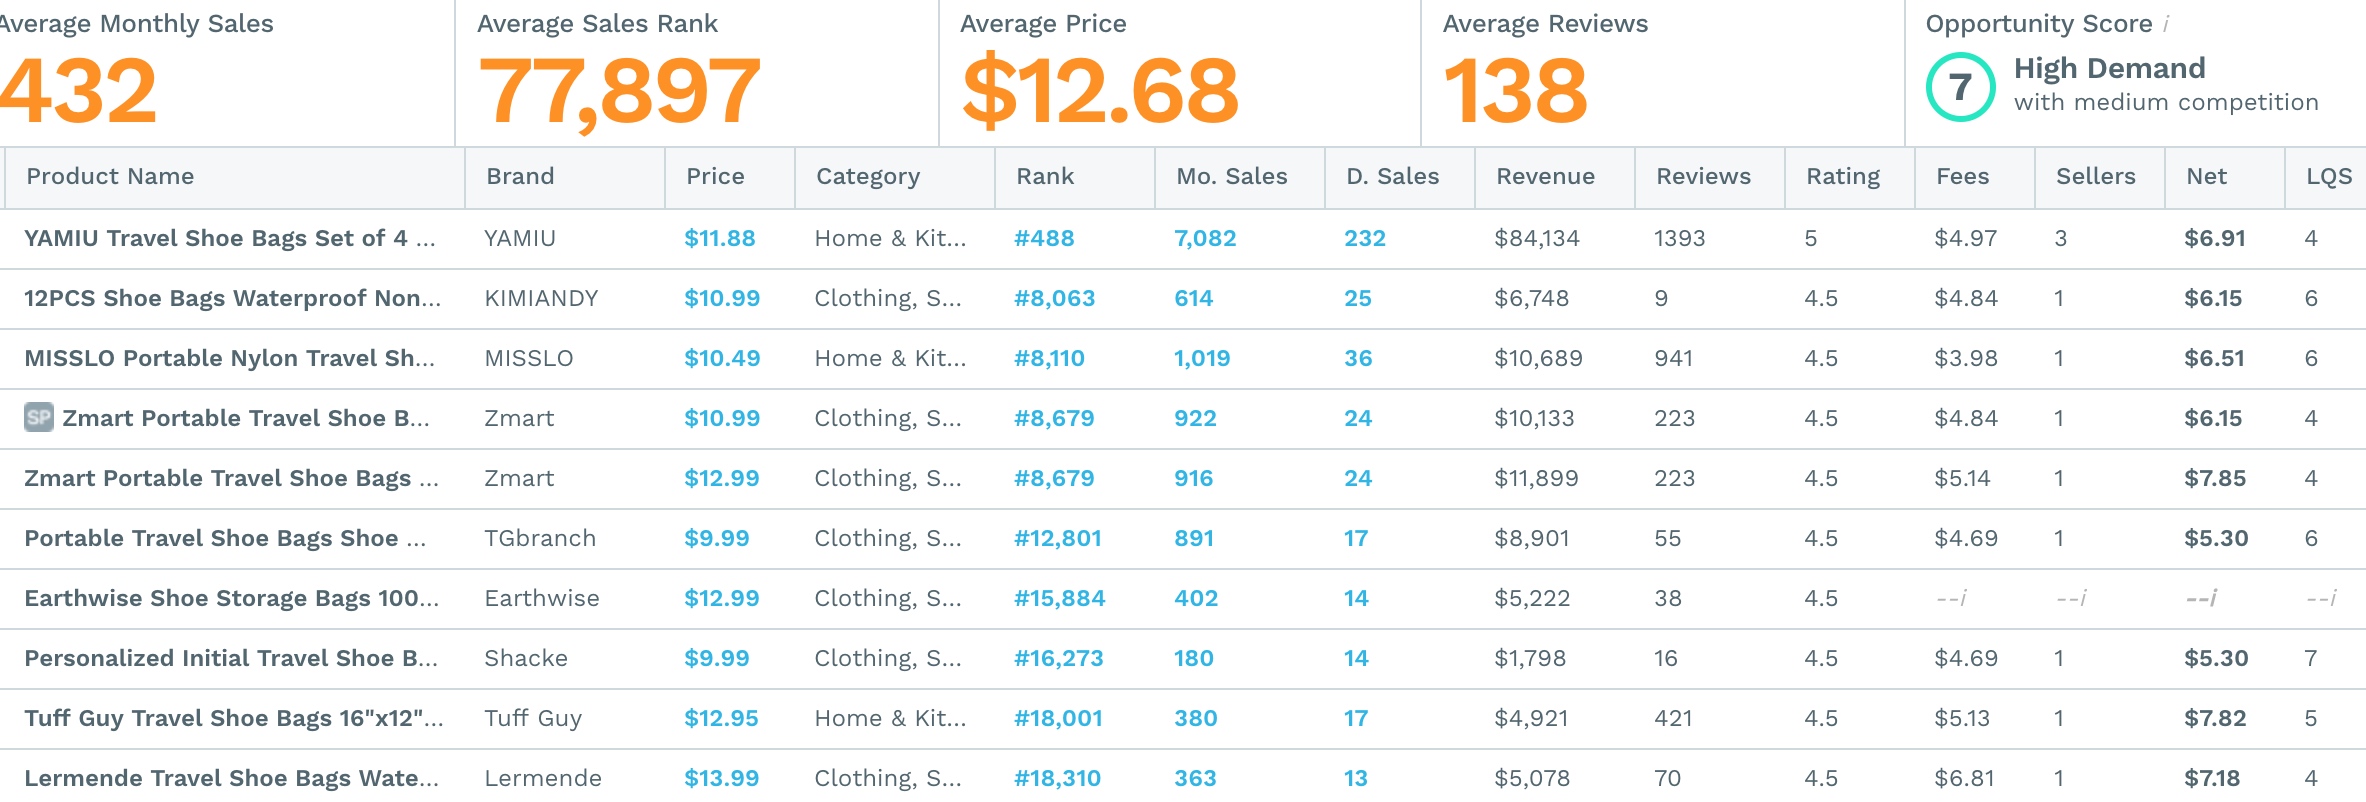 Average Monthly Sales Average Sales Rank Average Price Average Reviews Opportunity Score i
432 77,897 $12.68 138 7 High Demand
with medium competition
Product Name Brand Price Category Rank Mo. Sales D. Sales Revenue Reviews Rating Fees Sellers Net LQS
YAMIU Travel Shoe Bags Set of 4 ... YAMIU $11.88 Home & Kit... #488 7,082 232 $84,134 1393 5 $4.97 3 $6.91 4
12PCS Shoe Bags Waterproof Non... KIMIANDY $10.99 Clothing, S... #8,063 614 25 $6,748 9 4.5 $4.84 1 $6.15 6
MISSLO Portable Nylon Travel Sh... MISSLO $10.49 Home & Kit... #8,110 1,019 36 $10,689 941 4.5 $3.98 1 $6.51 6
SP Zmart Portable Travel Shoe B... Zmart $10.99 Clothing, S... #8,679 922 24 $10,133 223 4.5 $4.84 1 $6.15 4
Zmart Portable Travel Shoe Bags ... Zmart $12.99 Clothing, S... #8,679 916 24 $11,899 223 4.5 $5.14 1 $7.85 4
Portable Travel Shoe Bags Shoe ... TGbranch $9.99 Clothing, S... #12,801 891 17 $8,901 55 4.5 $4.69 1 $5.30 6
Earthwise Shoe Storage Bags 100... Earthwise $12.99 Clothing, S... #15,884 402 14 $5,222 38 4.5 --i --i --i --i
Personalized Initial Travel Shoe B... Shacke $9.99 Clothing, S... #16,273 180 14 $1,798 16 4.5 $4.69 1 $5.30 7
Tuff Guy Travel Shoe Bags 16"x12"... Tuff Guy $12.95 Home & Kit... #18,001 380 17 $4,921 421 4.5 $5.13 1 $7.82 5
Lermende Travel Shoe Bags Wate... Lermende $13.99 Clothing, S... #18,310 363 13 $5,078 70 4.5 $6.81 1 $7.18 4